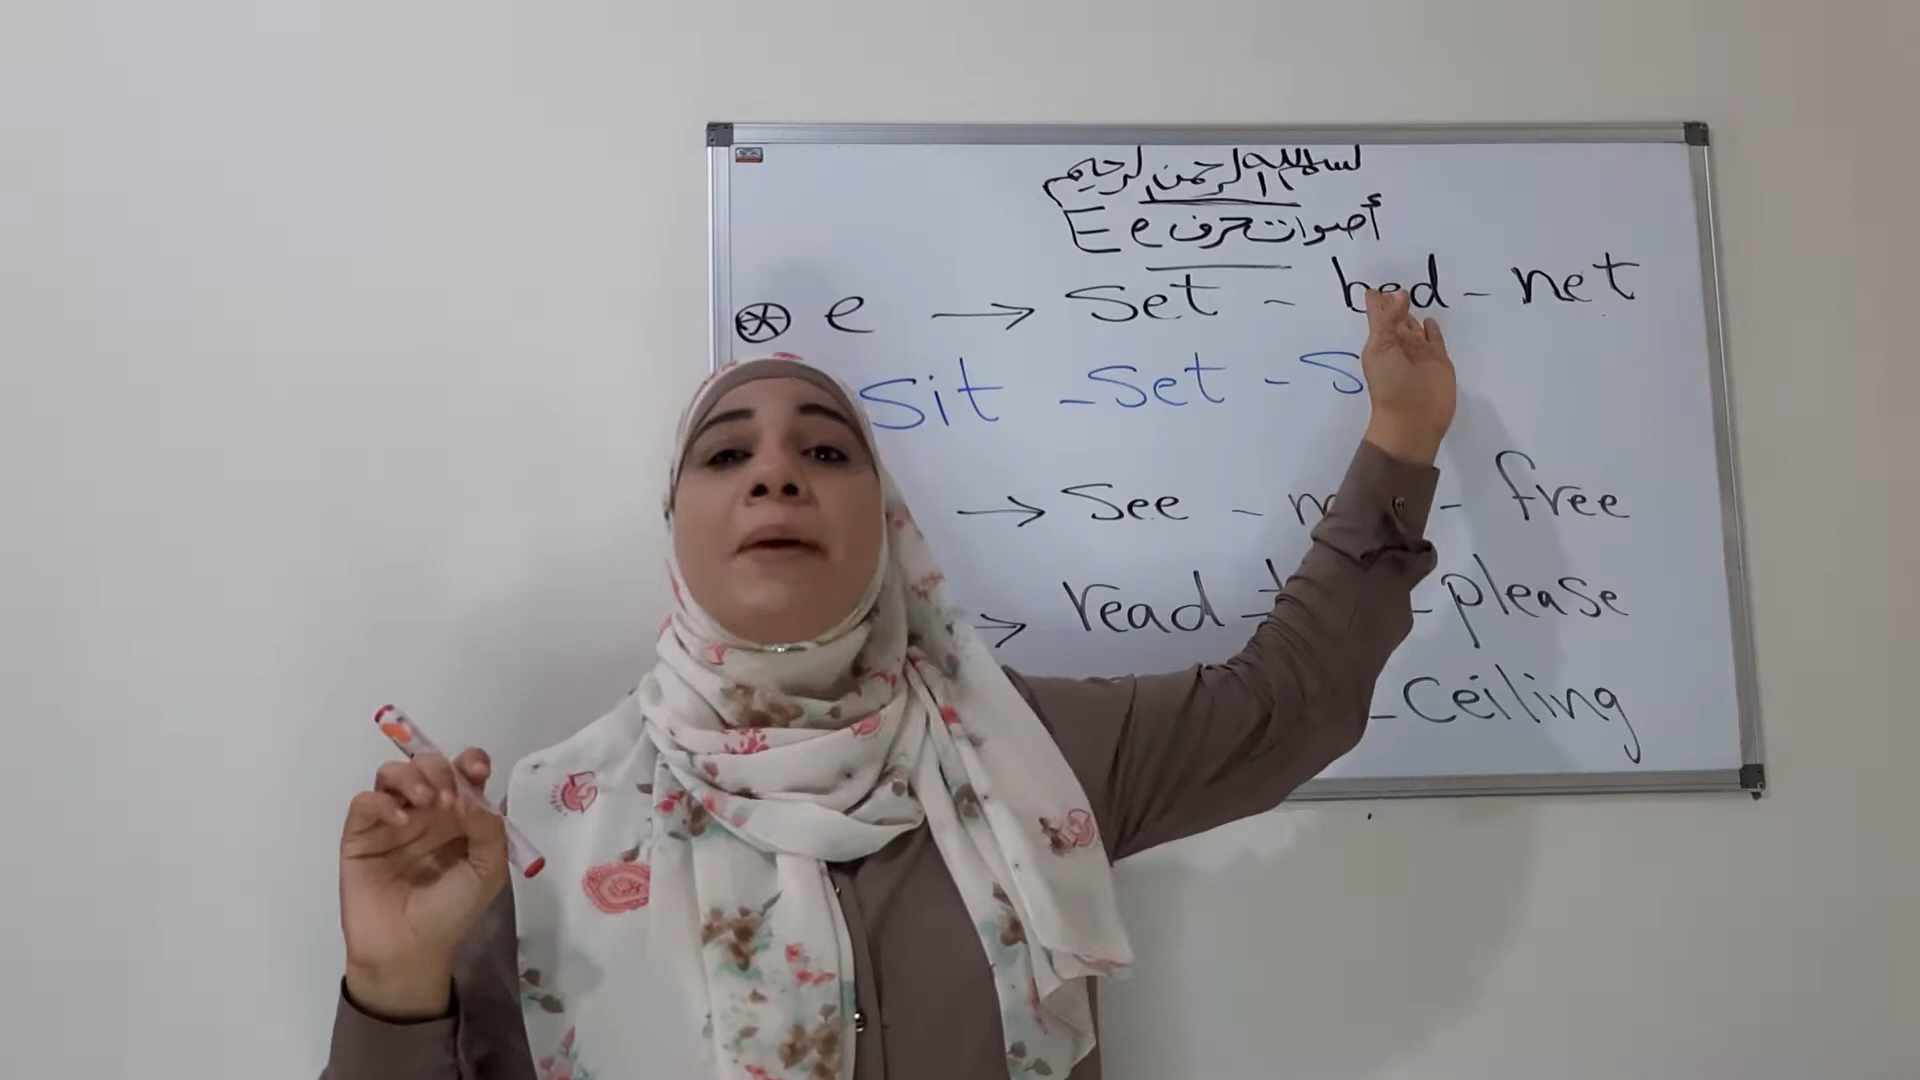 بسم الله الرحمن الرحيم
أصوات حرف E e
e → set - bed - net
sit - set - s
→ see - m - free
→ read - t - please
- ceiling